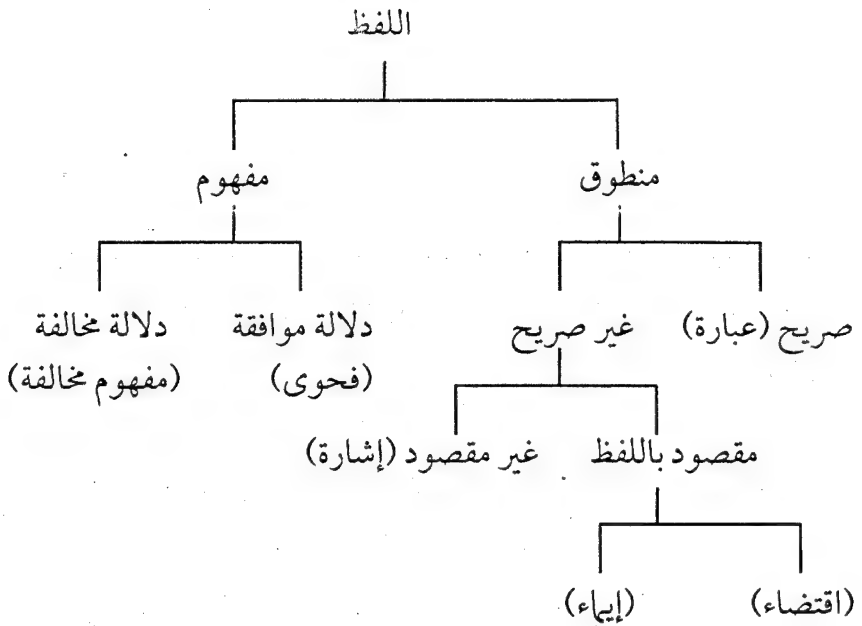 اللفظ
منطوق مفهوم
صريح (عبارة) غير صريح دلالة موافقة دلالة مخالفة
(فحوى) (مفهوم مخالفة)
مقصود باللفظ غير مقصود (إشارة)
(اقتضاء) (إيماء)